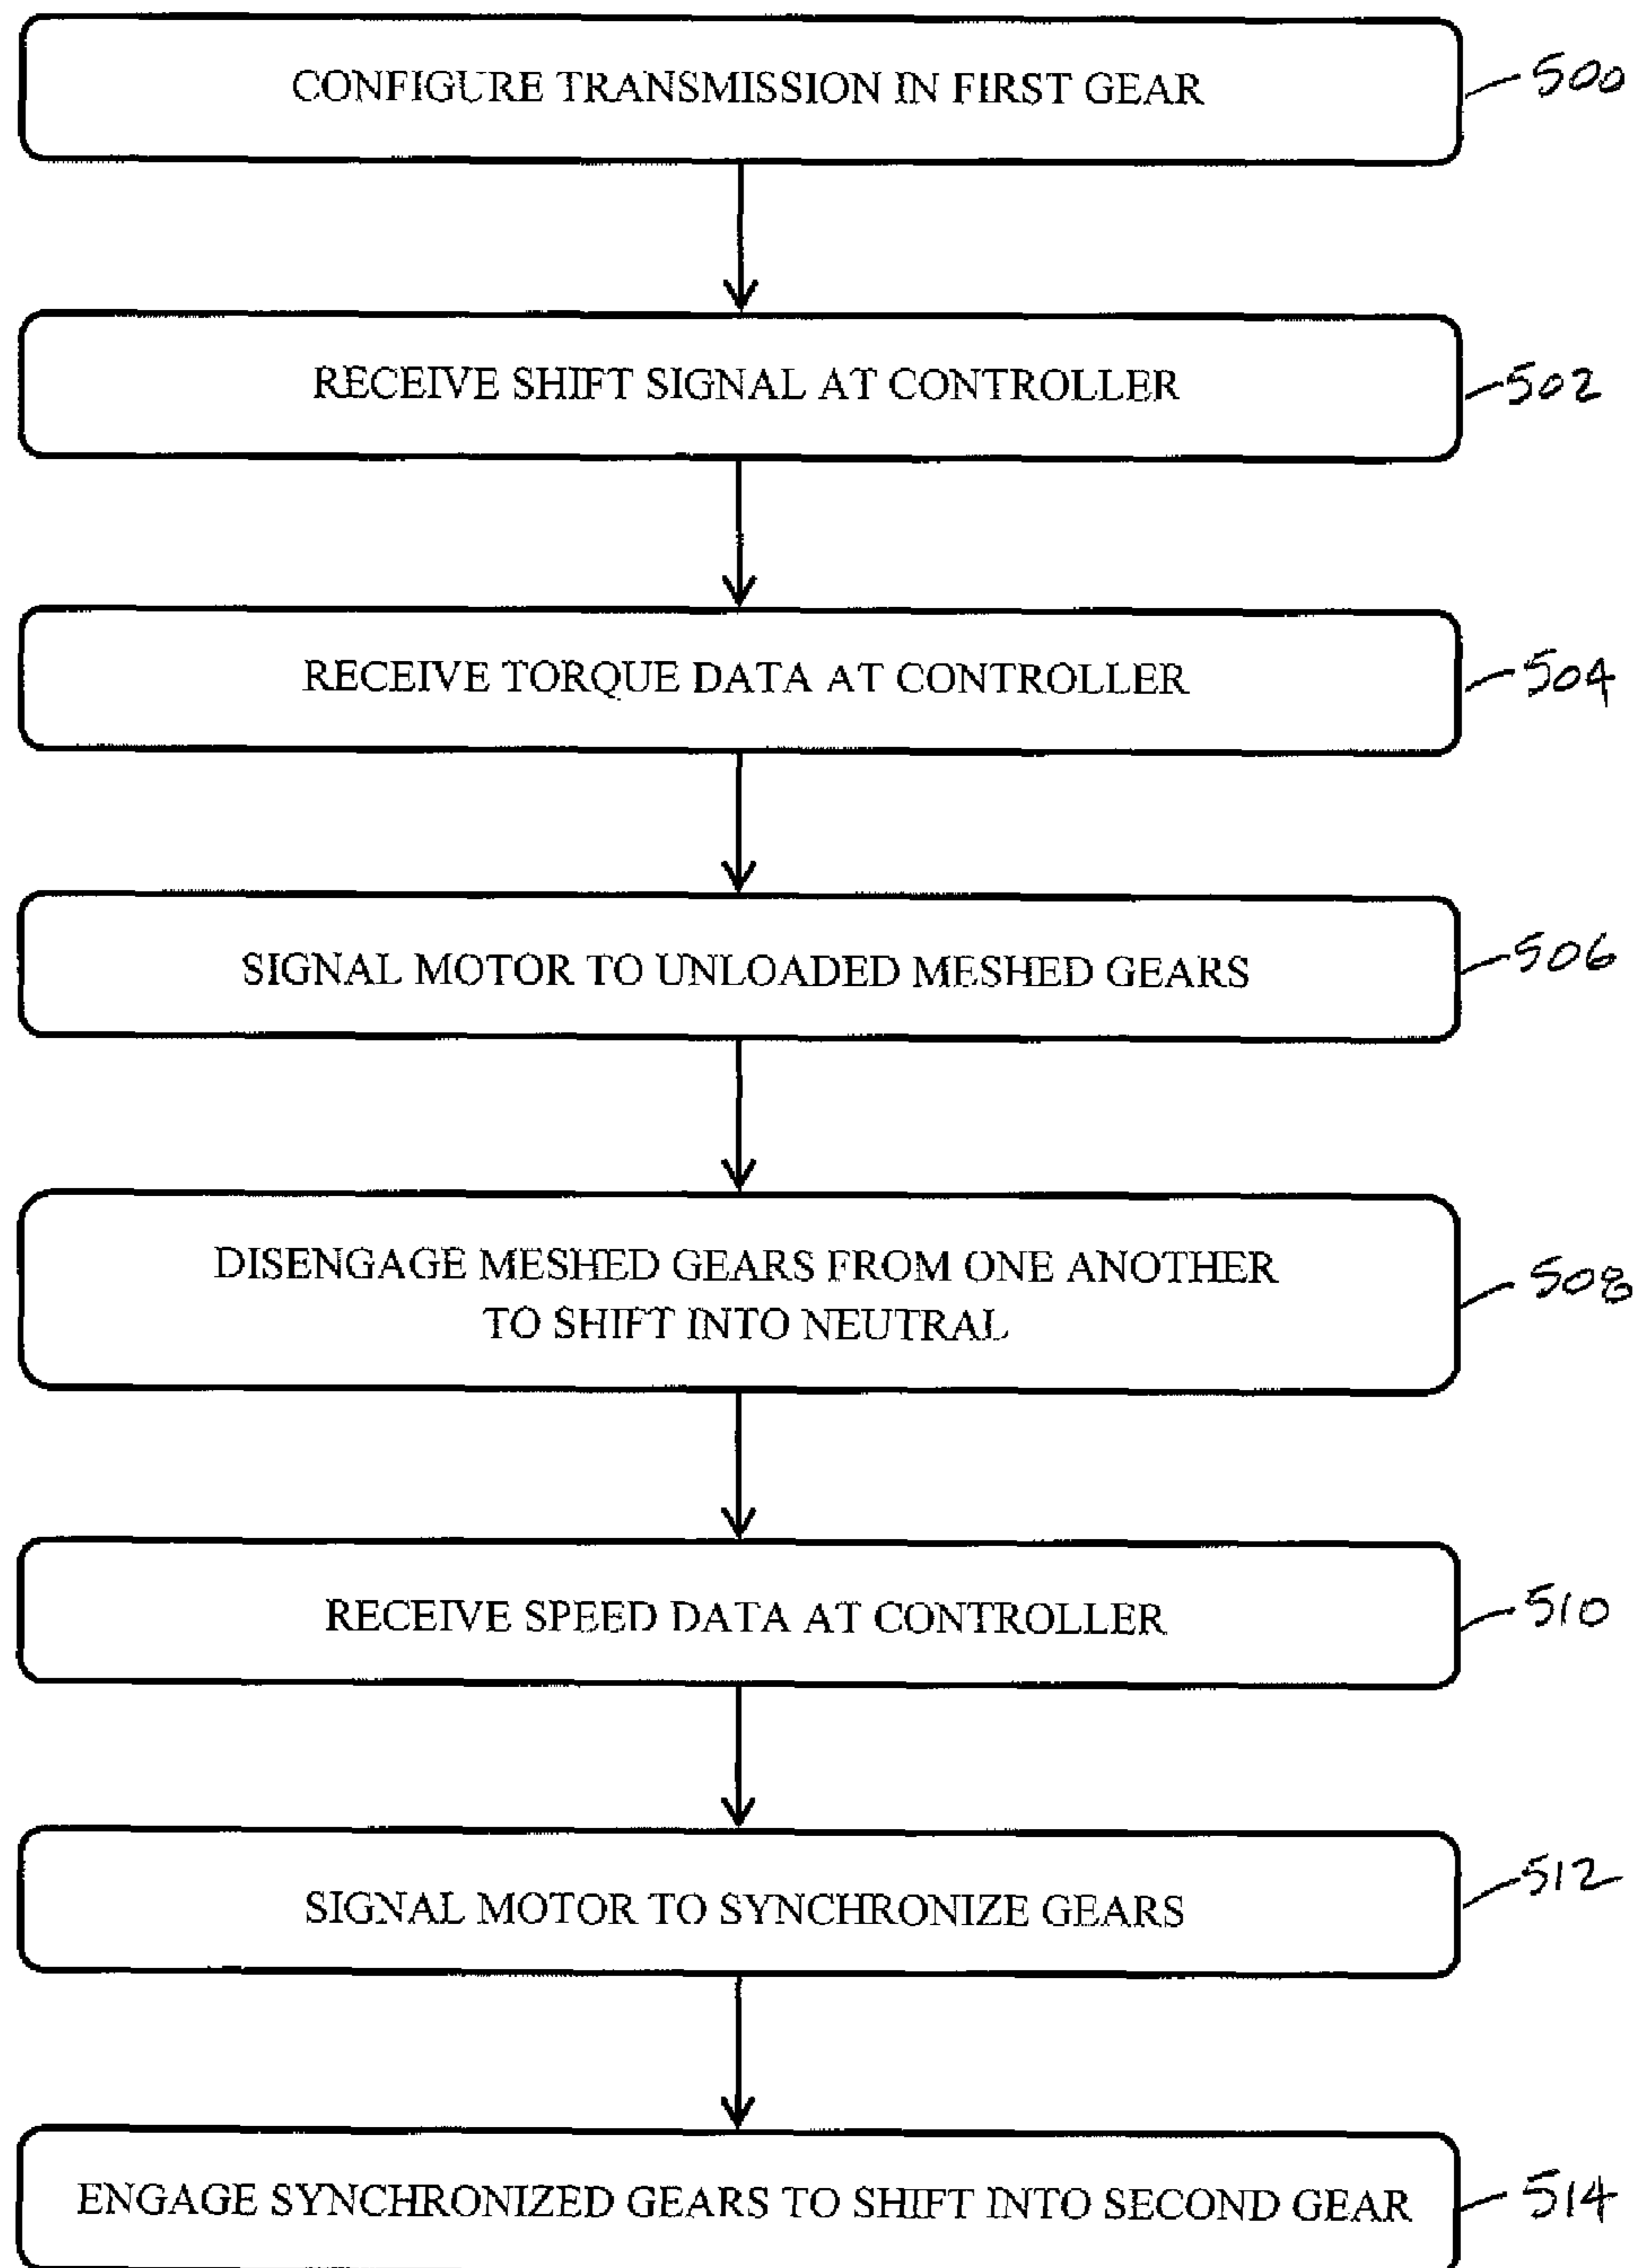 CONFIGURE TRANSMISSION IN FIRST GEAR
500
RECEIVE SHIFT SIGNAL AT CONTROLLER
502
RECEIVE TORQUE DATA AT CONTROLLER
504
SIGNAL MOTOR TO UNLOADED MESHED GEARS
506
DISENGAGE MESHED GEARS FROM ONE ANOTHER
TO SHIFT INTO NEUTRAL
508
RECEIVE SPEED DATA AT CONTROLLER
510
SIGNAL MOTOR TO SYNCHRONIZE GEARS
512
ENGAGE SYNCHRONIZED GEARS TO SHIFT INTO SECOND GEAR
514